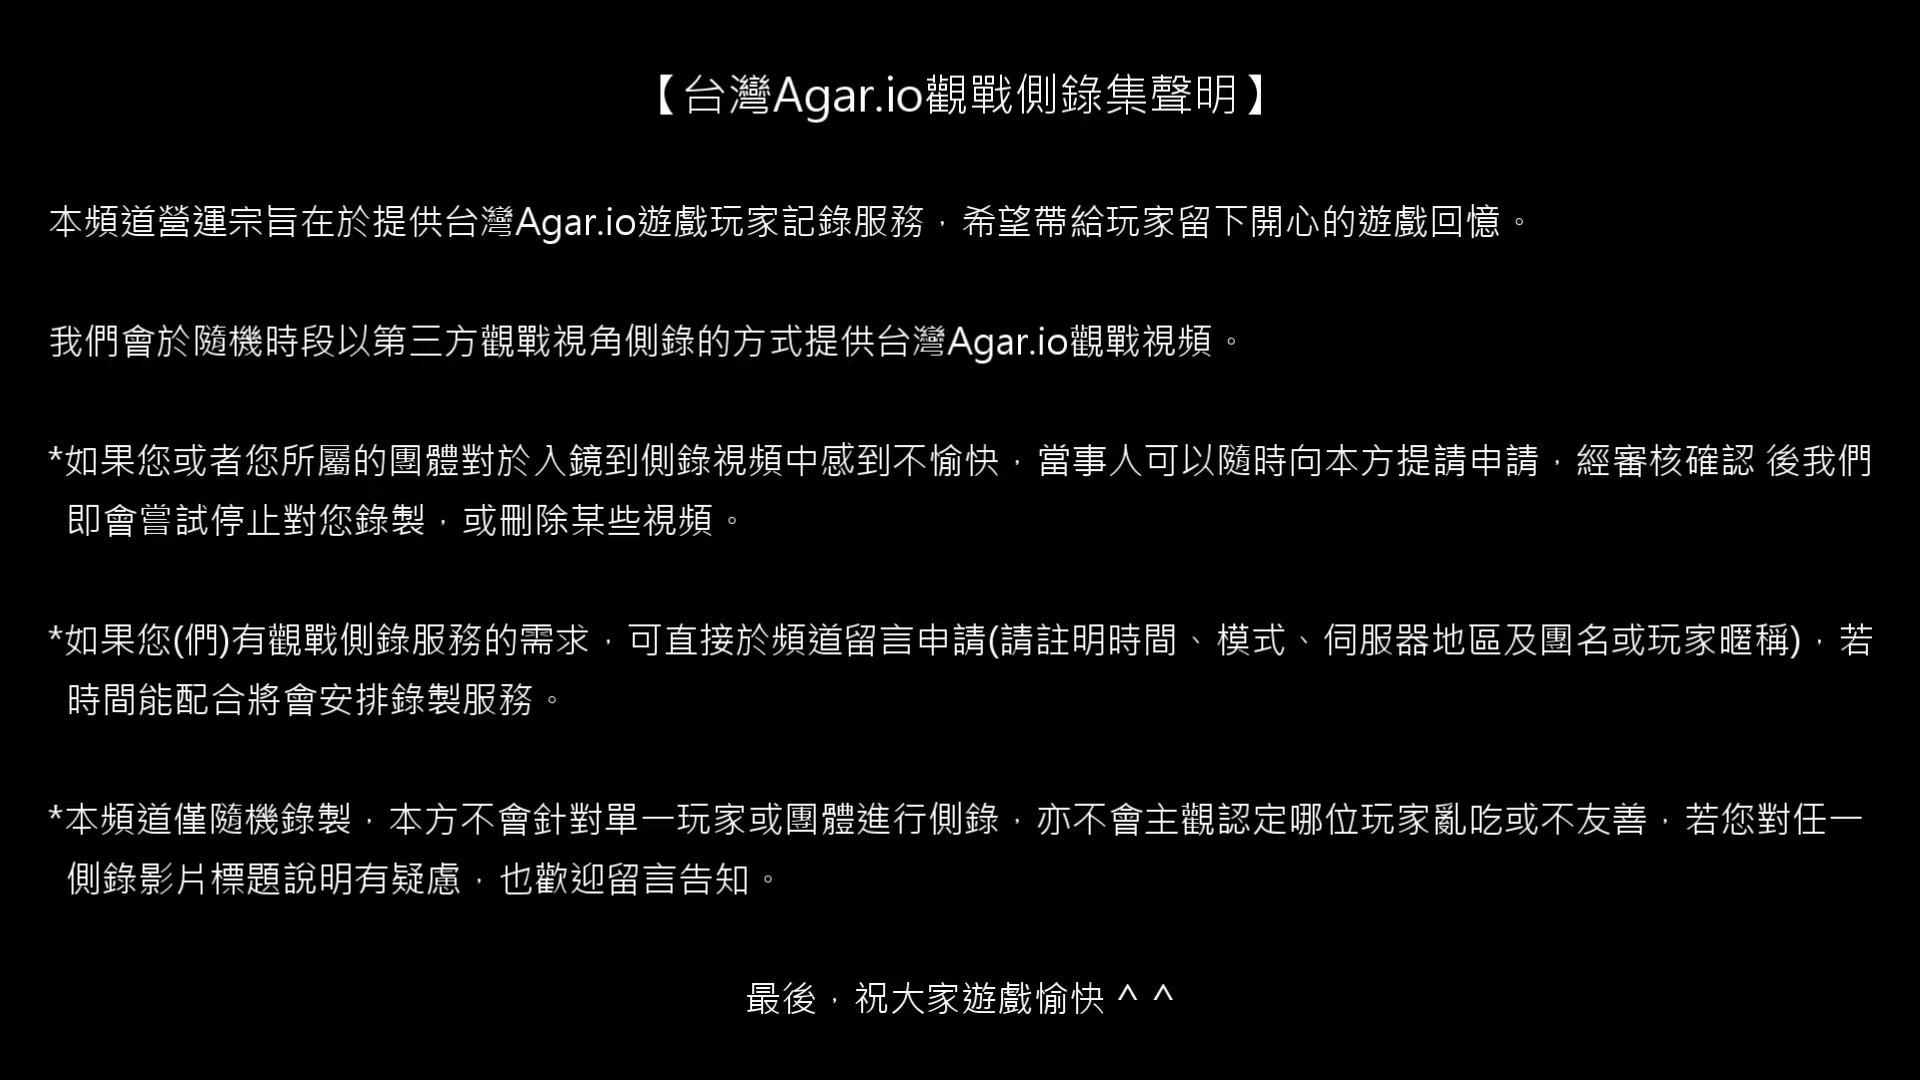 【台灣Agar.io觀戰側錄集聲明】
本頻道營運宗旨在於提供台灣Agar.io遊戲玩家記錄服務，希望帶給玩家留下開心的遊戲回憶。
我們會於隨機時段以第三方觀戰視角側錄的方式提供台灣Agar.io觀戰視頻。
*如果您或者您所屬的團體對於入鏡到側錄視頻中感到不愉快，當事人可以隨時向本方提請申請，經審核確認 後我們
即會嘗試停止對您錄製，或刪除某些視頻。
*如果您(們)有觀戰側錄服務的需求，可直接於頻道留言申請(請註明時間、模式、伺服器地區及團名或玩家暱稱)，若
時間能配合將會安排錄製服務。
*本頻道僅隨機錄製，本方不會針對單一玩家或團體進行側錄，亦不會主觀認定哪位玩家亂吃或不友善，若您對任一
側錄影片標題說明有疑慮，也歡迎留言告知。
最後，祝大家遊戲愉快 ^ ^